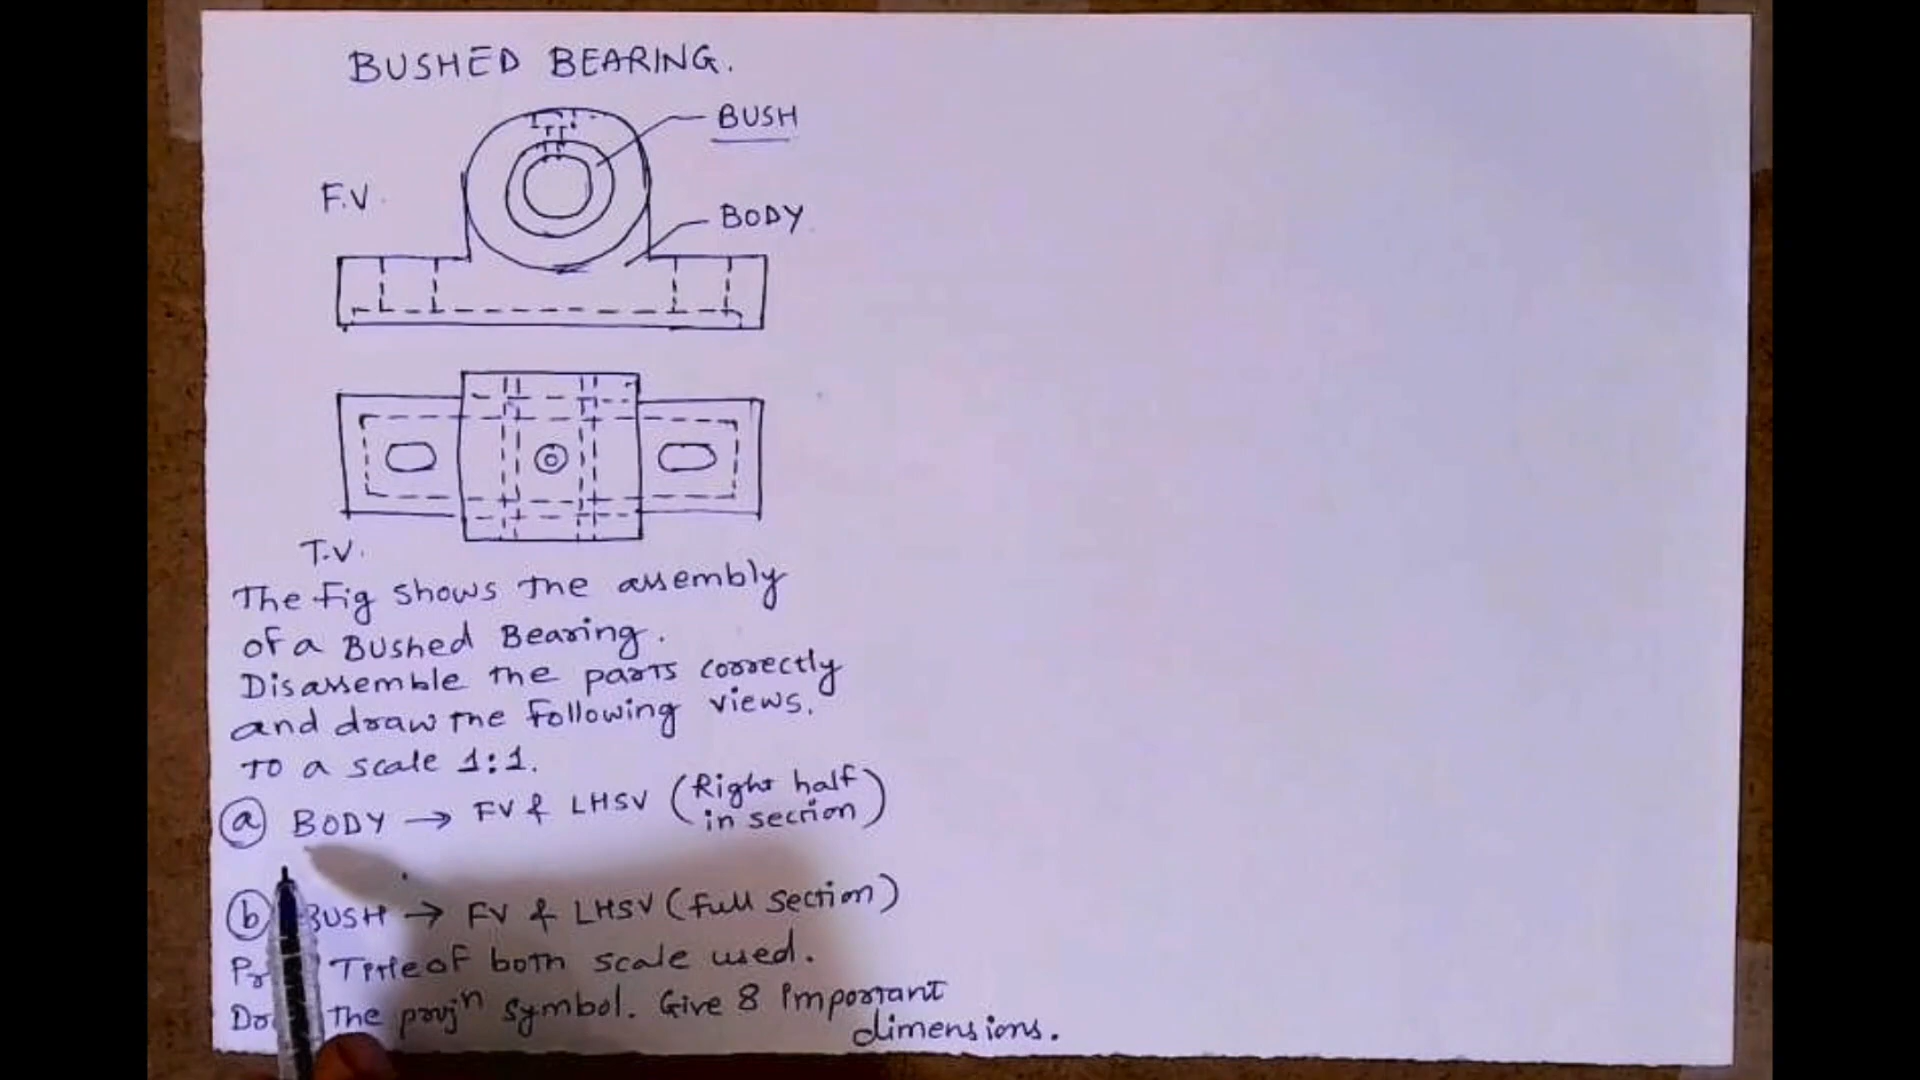 BUSHED BEARING.
BUSH
F.V.
BODY
T.V.
The Fig shows the assembly
of a Bushed Bearing.
Disassemble the parts correctly
and draw the following views.
TO a scale 1:1.
(a) BODY → FV & LHSV (Right half in section)
(b) BUSH → FV & LHSV (full section)
Title of both scale used.
the projn symbol. Give 8 Important
dimensions.